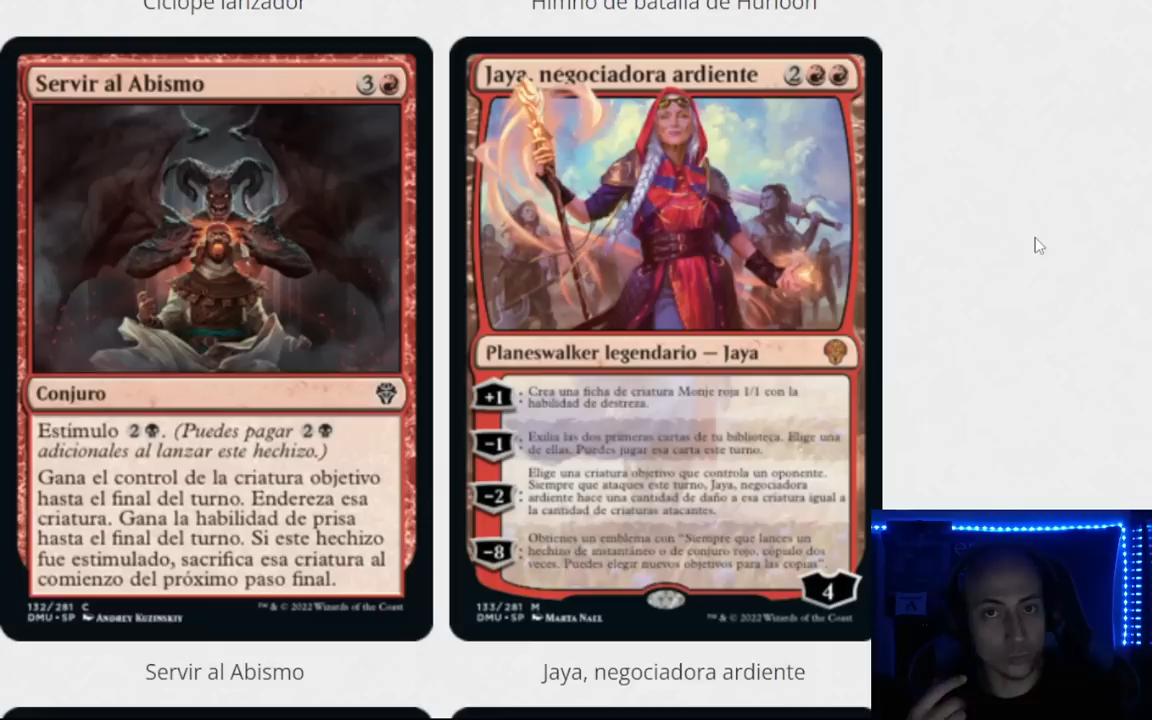 Cíclope lanzador
Himno de batalla de Hurloon
Servir al Abismo 3
Conjuro
Estímulo 2. (Puedes pagar 2
adicionales al lanzar este hechizo.)
Gana el control de la criatura objetivo
hasta el final del turno. Endereza esa
criatura. Gana la habilidad de prisa
hasta el final del turno. Si este hechizo
fue estimulado, sacrifica esa criatura al
comienzo del próximo paso final.
132/281 C
DMU • SP Andrey Kuzinskiy
™ & © 2022 Wizards of the Coast
Servir al Abismo
Jaya, negociadora ardiente 2
Planeswalker legendario — Jaya
+1: Crea una ficha de criatura Monje roja 1/1 con la
habilidad de destreza.
−1: Exilia las dos primeras cartas de tu biblioteca. Elige una
de ellas. Puedes jugar esa carta este turno.
−2: Elige una criatura objetivo que controla un oponente.
Siempre que ataques este turno, Jaya, negociadora
ardiente hace una cantidad de daño a esa criatura igual a
la cantidad de criaturas atacantes.
−8: Obtienes un emblema con "Siempre que lances un
hechizo de instantáneo o de conjuro rojo, cópialo dos
veces. Puedes elegir nuevos objetivos para las copias".
4
133/281 M
DMU • SP Marta Nael
™ & © 2022 Wizards of the Coast
Jaya, negociadora ardiente